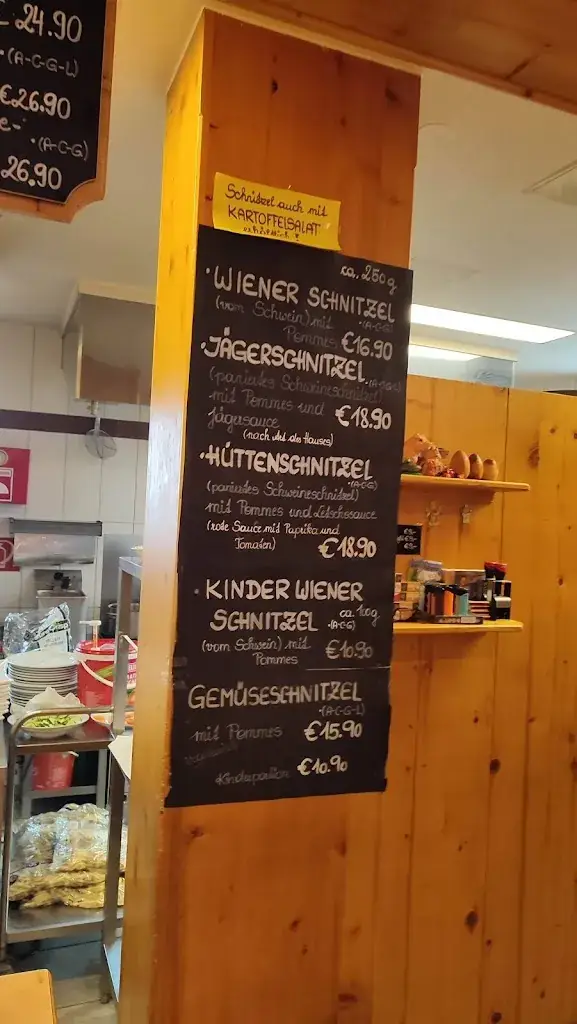 € 24.90
(A-C-G-L)
€26.90
e-
(A-C-G)
26.90
Schnitzel auch mit
KARTOFFELSALAT
erhältlich!
ca. 250g
• WIENER SCHNITZEL
(vom Schwein) mit (A-C-G)
Pommes €16.90
• JÄGERSCHNITZEL
(paniertes Schweineschnitzel)
mit Pommes und
Jägersauce €18.90
(nach Art des Hauses)
• HÜTTENSCHNITZEL
(A-C-G)
(paniertes Schweineschnitzel)
mit Pommes und Letschosauce
(rote Sauce mit Paprika und
Tomaten) €18.90
• KINDER WIENER
SCHNITZEL ca. 100g
(A-C-G)
(vom Schwein) mit
Pommes €10.90
GEMÜSESCHNITZEL
(A-C-G-L)
mit Pommes €15.90
Kinderportion €10.90